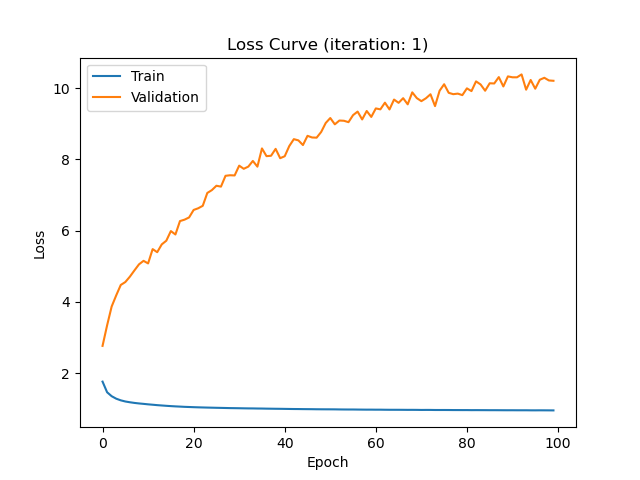 Loss Curve (iteration: 1)
Train
Validation
10
8
6
4
2
Loss
0 20 40 60 80 100
Epoch